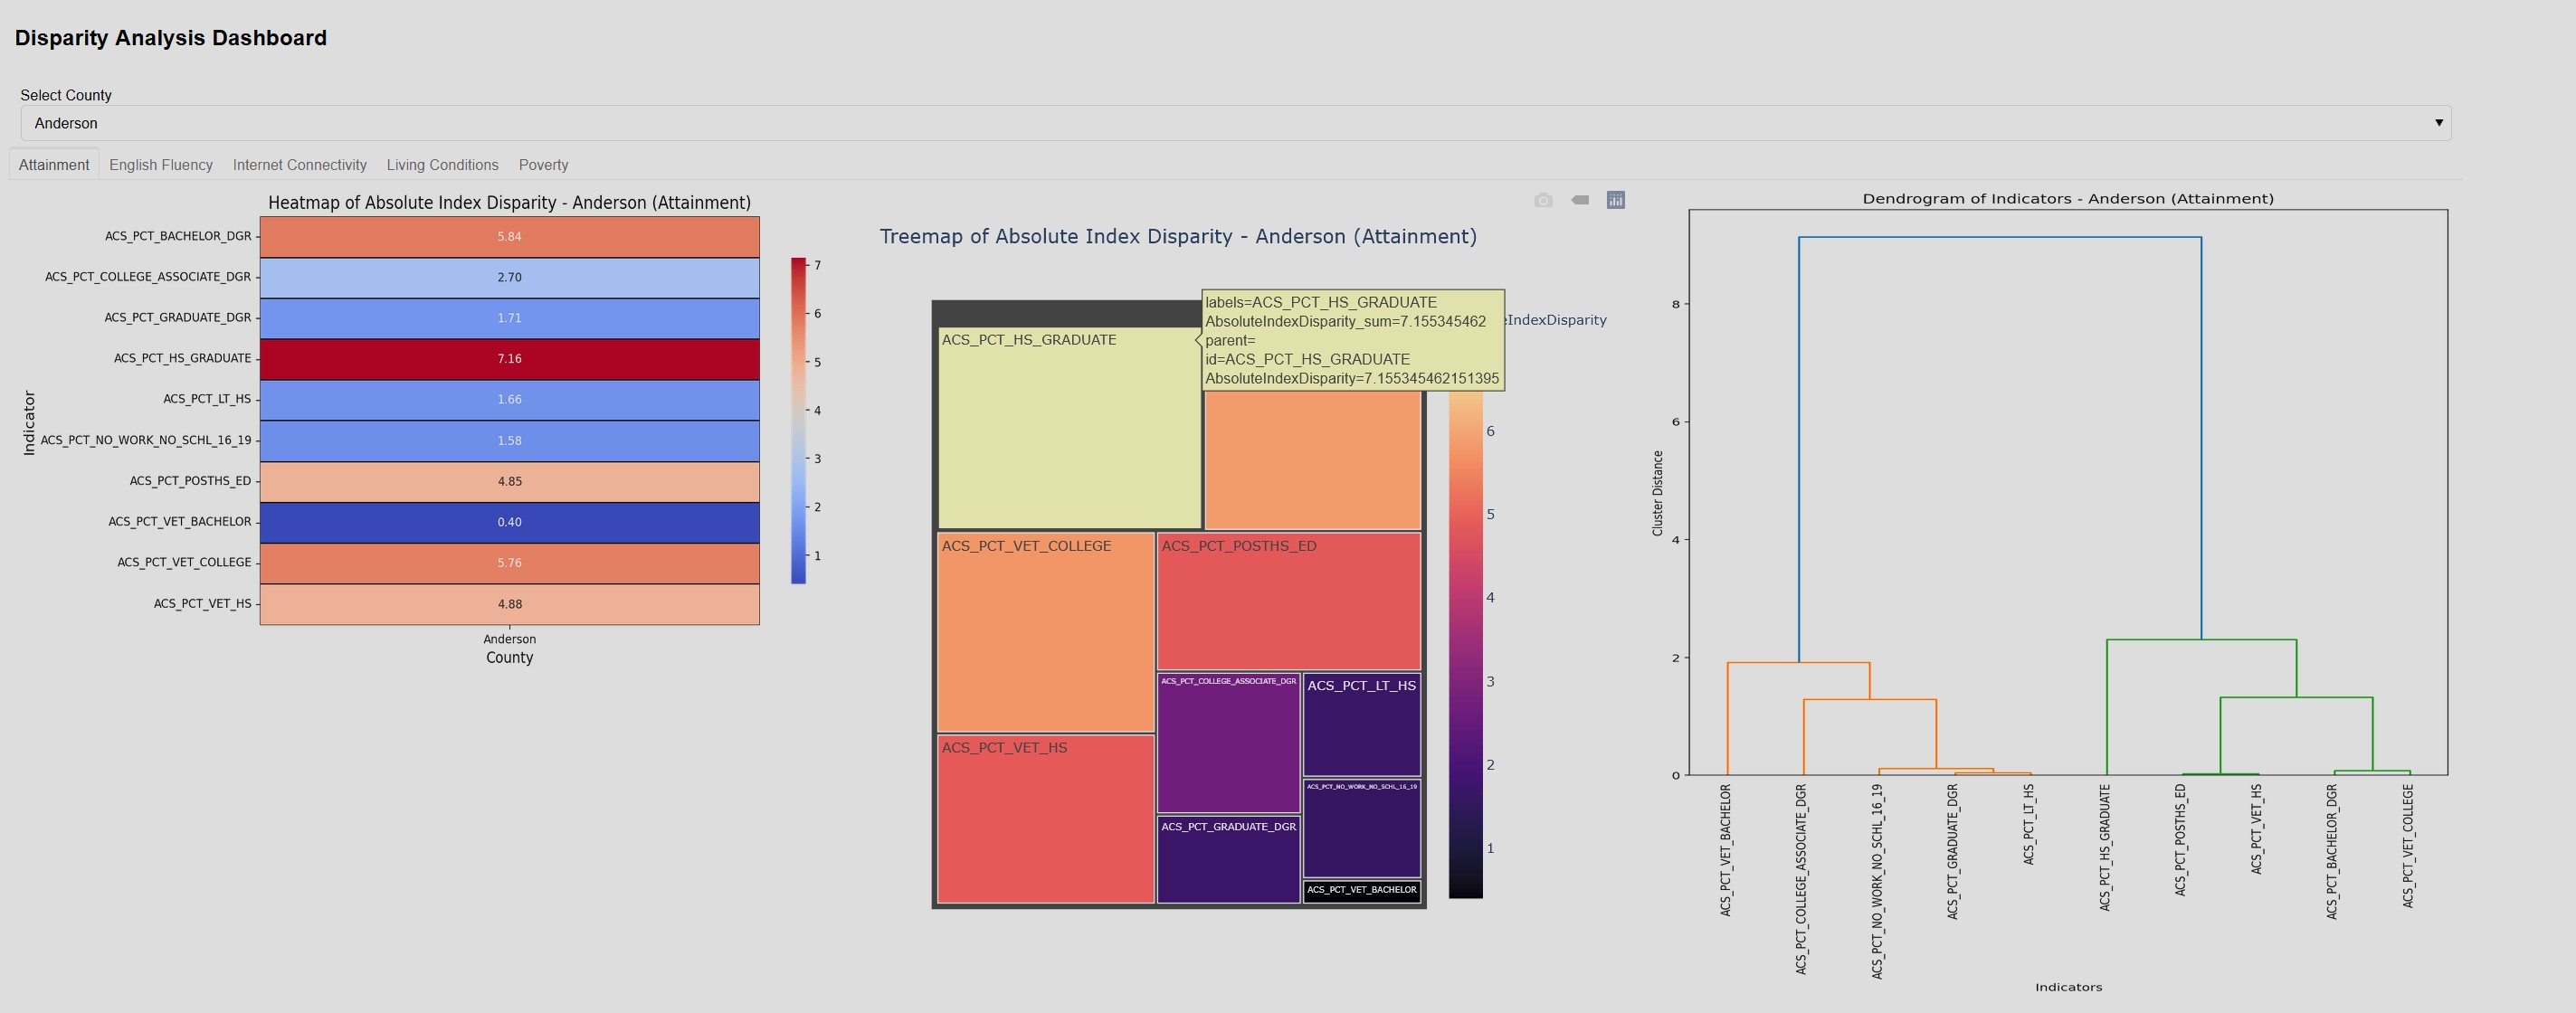 Disparity Analysis Dashboard
Select County
Anderson
Attainment English Fluency Internet Connectivity Living Conditions Poverty
Heatmap of Absolute Index Disparity - Anderson (Attainment)
Indicator
ACS_PCT_BACHELOR_DGR 5.84
ACS_PCT_COLLEGE_ASSOCIATE_DGR 2.70
ACS_PCT_GRADUATE_DGR 1.71
ACS_PCT_HS_GRADUATE 7.16
ACS_PCT_LT_HS 1.66
ACS_PCT_NO_WORK_NO_SCHL_16_19 1.58
ACS_PCT_POSTHS_ED 4.85
ACS_PCT_VET_BACHELOR 0.40
ACS_PCT_VET_COLLEGE 5.76
ACS_PCT_VET_HS 4.88
Anderson
County
7
6
5
4
3
2
1
Treemap of Absolute Index Disparity - Anderson (Attainment)
labels=ACS_PCT_HS_GRADUATE
AbsoluteIndexDisparity_sum=7.155345462
parent=
id=ACS_PCT_HS_GRADUATE
AbsoluteIndexDisparity=7.155345462151395
IndexDisparity
ACS_PCT_HS_GRADUATE
ACS_PCT_VET_COLLEGE
ACS_PCT_POSTHS_ED
ACS_PCT_COLLEGE_ASSOCIATE_DGR
ACS_PCT_LT_HS
ACS_PCT_VET_HS
ACS_PCT_NO_WORK_NO_SCHL_16_19
ACS_PCT_GRADUATE_DGR
ACS_PCT_VET_BACHELOR
6
5
4
3
2
1
Dendrogram of Indicators - Anderson (Attainment)
Cluster Distance
8
6
4
2
0
ACS_PCT_VET_BACHELOR
ACS_PCT_COLLEGE_ASSOCIATE_DGR
ACS_PCT_NO_WORK_NO_SCHL_16_19
ACS_PCT_GRADUATE_DGR
ACS_PCT_LT_HS
ACS_PCT_HS_GRADUATE
ACS_PCT_POSTHS_ED
ACS_PCT_VET_HS
ACS_PCT_BACHELOR_DGR
ACS_PCT_VET_COLLEGE
Indicators